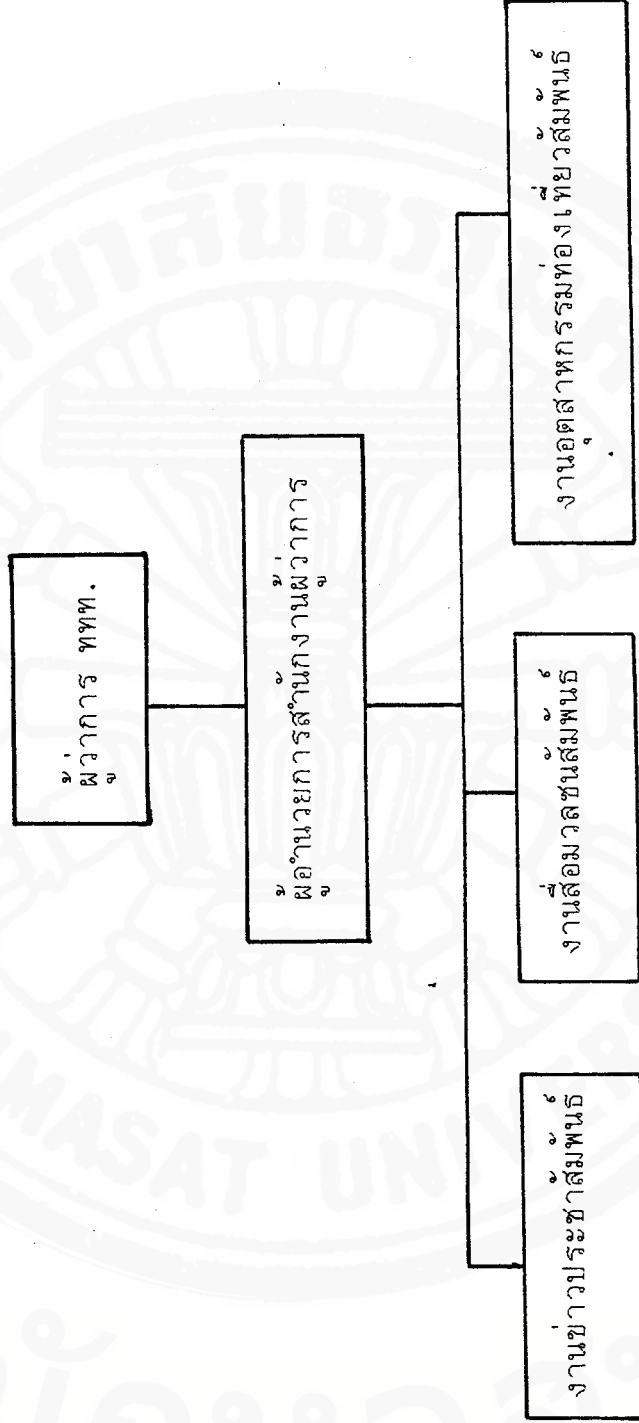 ผู้ว่าการ ททท.
ผู้อำนวยการสำนักงานผู้ว่าการ
งานข่าวประชาสัมพันธ์
งานสื่อมวลชนสัมพันธ์
งานอุตสาหกรรมท่องเที่ยวสัมพันธ์
MASAT UNIVER